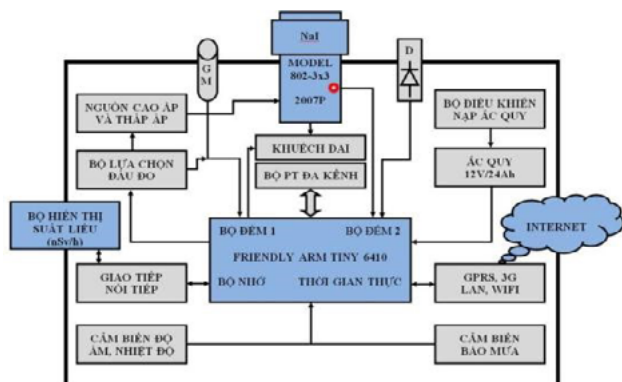 NaI
G
M
MODEL
802-3x3
2007P
D
NGUỒN CAO ÁP
VÀ THẤP ÁP
BỘ LỰA CHỌN
ĐẦU ĐO
KHUẾCH DAI
BỘ PT ĐA KÊNH
BỘ ĐIỀU KHIỂN
NẠP ẮC QUY
ẮC QUY
12V/24Ah
BỘ HIỂN THỊ
SUẤT LIỀU
(nSv/h)
BỘ ĐẾM 1
BỘ ĐẾM 2
FRIENDLY ARM TINY 6410
BỘ NHỚ
THỜI GIAN THỰC
INTERNET
GIAO TIẾP
NỐI TIẾP
GPRS, 3G
LAN, WIFI
CẢM BIẾN ĐỘ
ẨM, NHIỆT ĐỘ
CẢM BIẾN
BÁO MƯA